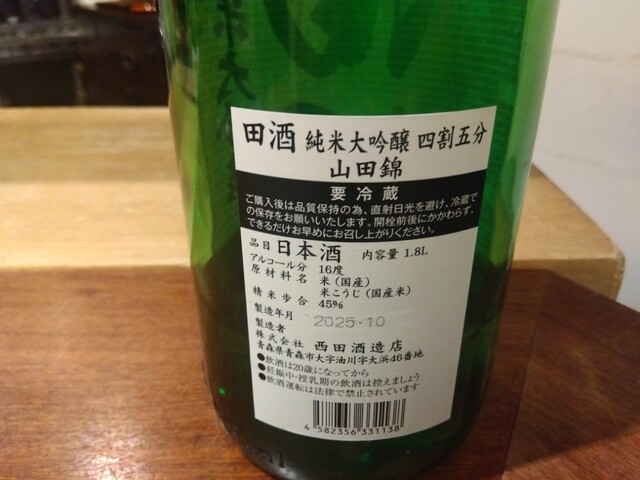 田酒 純米大吟醸 四割五分
山田錦
要冷蔵
ご購入後は品質保持の為、直射日光を避け、冷蔵で
の保存をお願いいたします。開栓前後にかかわらず、
できるだけお早めにお召し上がりください。
品目 日本酒 内容量 1.8L
アルコール分 16度
原材料名 米(国産)
米こうじ(国産米)
精米歩合 45%
製造年月 2025・10
製造者
株式会社 西田酒造店
青森県青森市大字油川字大浜46番地
●飲酒は20歳になってから
●妊娠中・授乳期の飲酒は控えましょう
●飲酒運転は法律で禁止されています
4 582356 331138